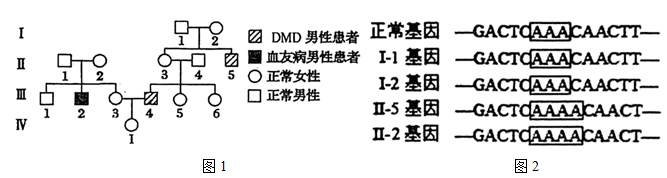 I
1
2
DMD 男性患者
血友病男性患者
正常女性
正常男性
II
1
2
3
4
5
III
1
2
3
4
5
6
IV
1
图1
正常基因 —GACTCAAACAACTT—
I-1 基因 —GACTCAAACAACTT—
I-2 基因 —GACTCAAACAACTT—
II-5 基因 —GACTCAAAACAACT—
II-2 基因 —GACTCAAAACAACT—
图2